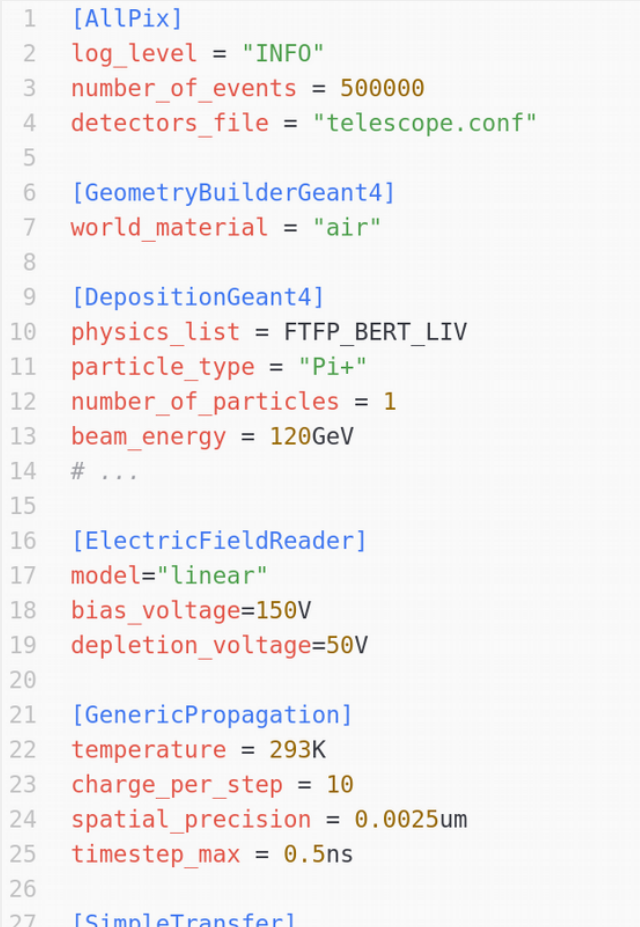 1 [AllPix]
2 log_level = "INFO"
3 number_of_events = 500000
4 detectors_file = "telescope.conf"
5
6 [GeometryBuilderGeant4]
7 world_material = "air"
8
9 [DepositionGeant4]
10 physics_list = FTFP_BERT_LIV
11 particle_type = "Pi+"
12 number_of_particles = 1
13 beam_energy = 120GeV
14 # ...
15
16 [ElectricFieldReader]
17 model="linear"
18 bias_voltage=150V
19 depletion_voltage=50V
20
21 [GenericPropagation]
22 temperature = 293K
23 charge_per_step = 10
24 spatial_precision = 0.0025um
25 timestep_max = 0.5ns
26
27 [SimpleTransfer]